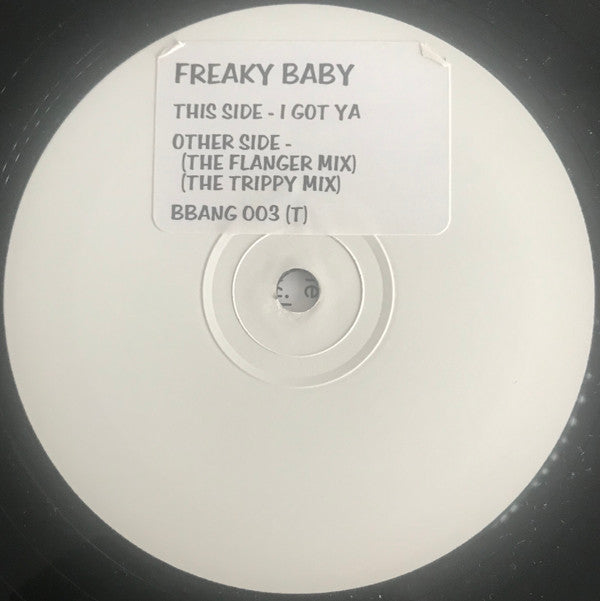 FREAKY BABY
THIS SIDE - I GOT YA
OTHER SIDE -
(THE FLANGER MIX)
(THE TRIPPY MIX)
BBANG 003 (T)